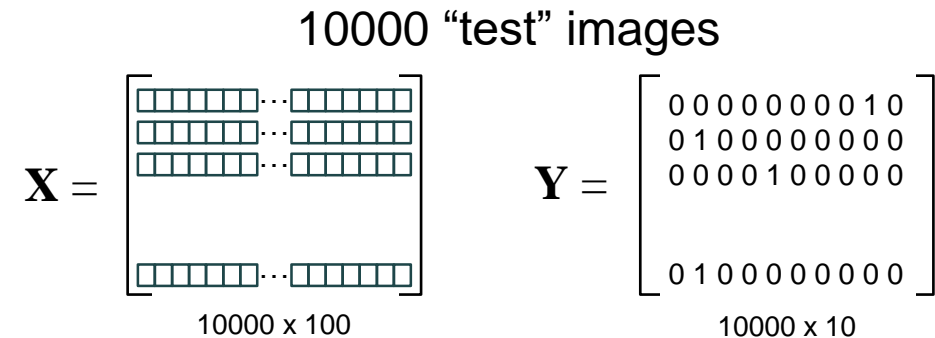 10000 “test” images
X =
10000 x 100
Y =
0 0 0 0 0 0 0 0 1 0
0 1 0 0 0 0 0 0 0 0
0 0 0 0 1 0 0 0 0 0
0 1 0 0 0 0 0 0 0 0
10000 x 10